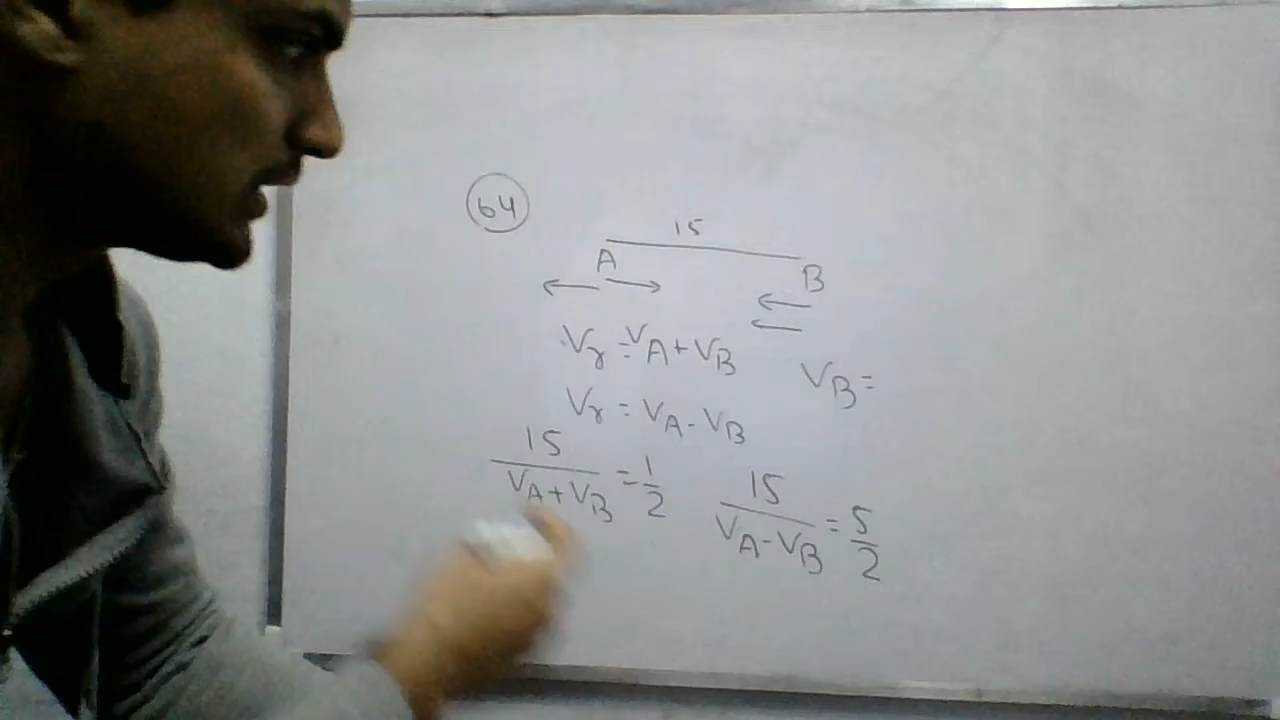 64
15
A B
Vr = VA + VB
VB =
Vr = VA - VB
15/(VA + VB) = 1/2
15/(VA - VB) = 5/2